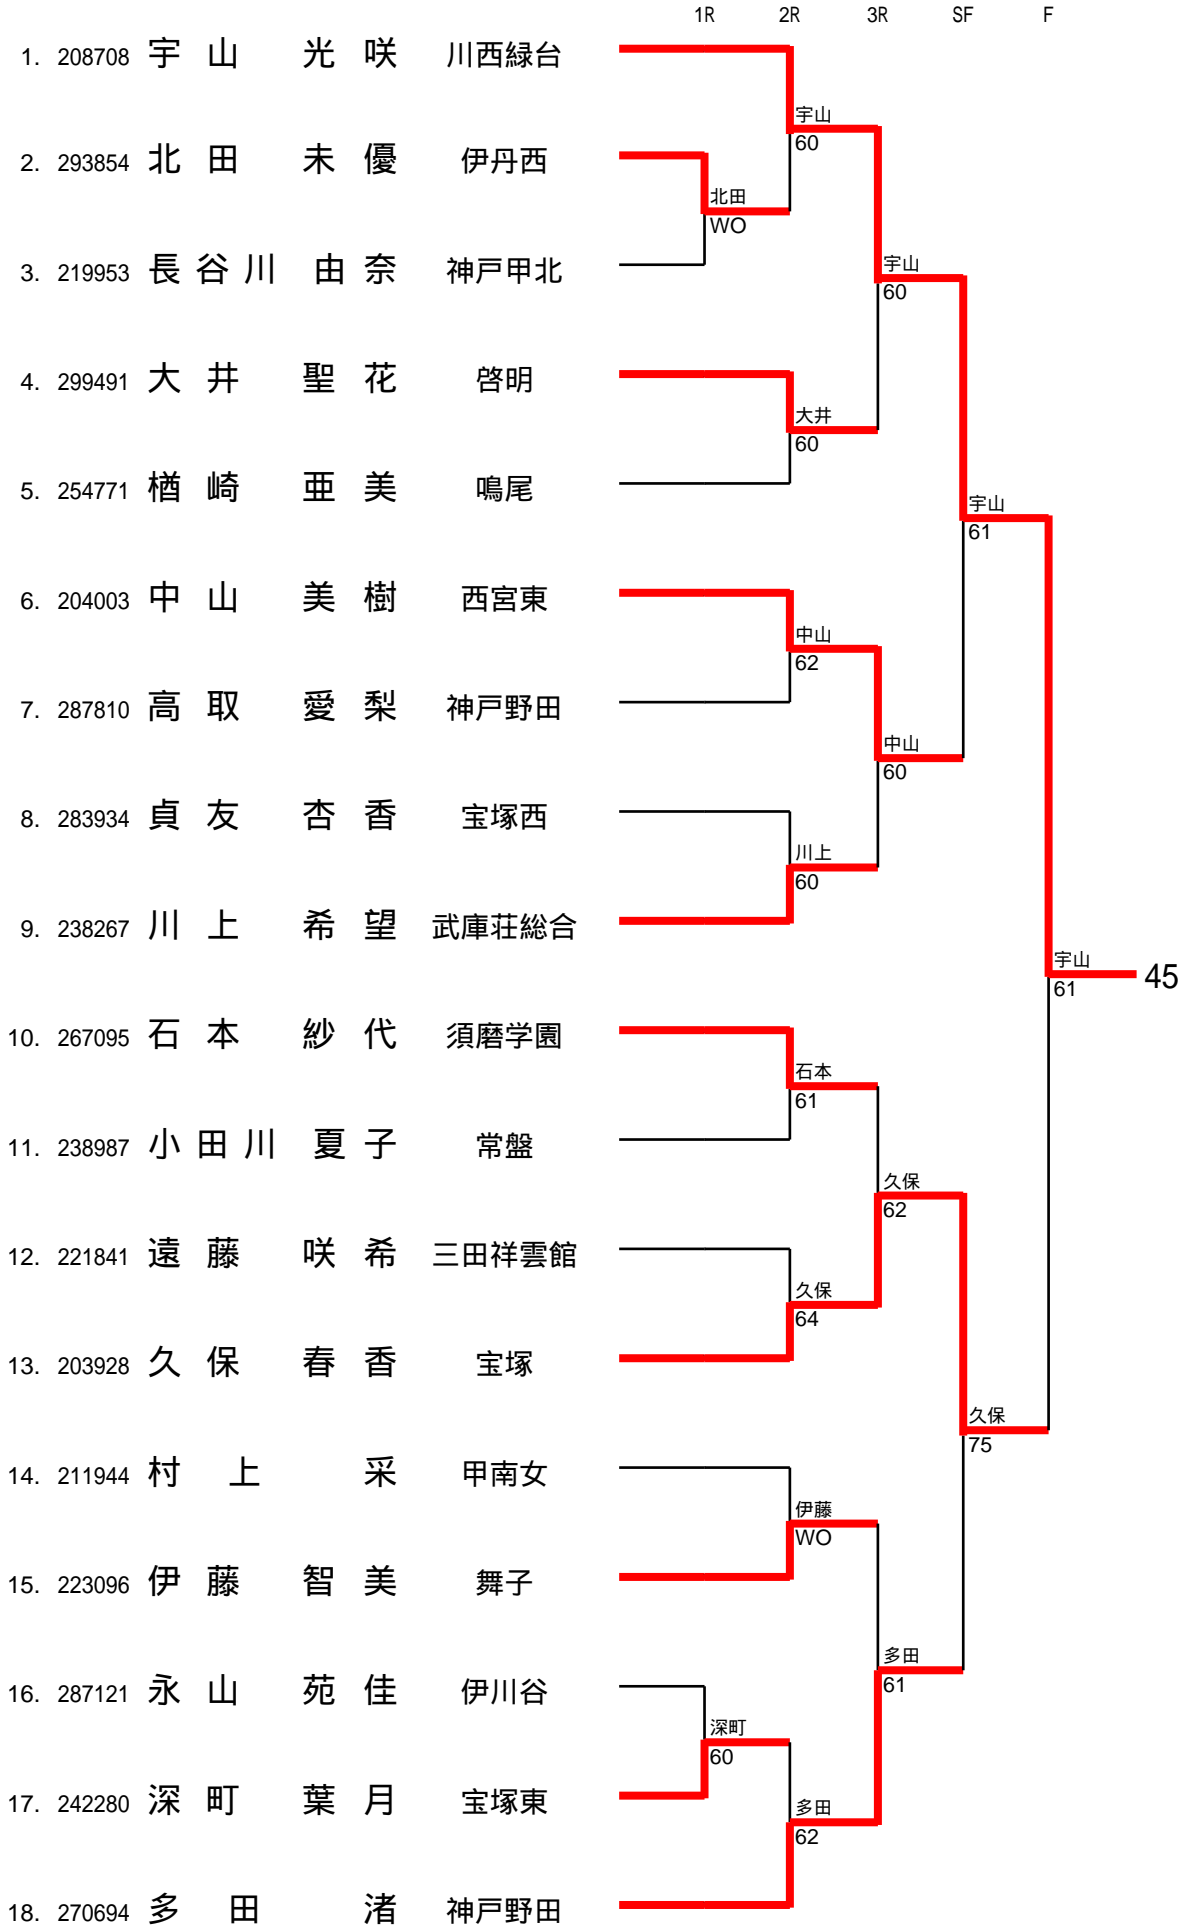 1R 2R 3R SF F
1. 208708 宇山 光咲 川西緑台
宇山
60
2. 293854 北田 未優 伊丹西
北田
WO
3. 219953 長谷川 由奈 神戸甲北
宇山
60
4. 299491 大井 聖花 啓明
大井
60
5. 254771 楢崎 亜美 鳴尾
宇山
61
6. 204003 中山 美樹 西宮東
中山
62
7. 287810 高取 愛梨 神戸野田
中山
60
8. 283934 貞友 杏香 宝塚西
川上
60
9. 238267 川上 希望 武庫荘総合
宇山
61
45
10. 267095 石本 紗代 須磨学園
石本
61
11. 238987 小田川 夏子 常盤
久保
62
12. 221841 遠藤 咲希 三田祥雲館
久保
64
13. 203928 久保 春香 宝塚
久保
75
14. 211944 村上 采 甲南女
伊藤
WO
15. 223096 伊藤 智美 舞子
多田
61
16. 287121 永山 苑佳 伊川谷
深町
60
17. 242280 深町 葉月 宝塚東
多田
62
18. 270694 多田 渚 神戸野田